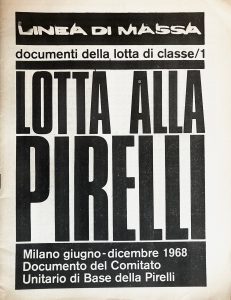 LINEA DI MASSA
documenti della lotta di classe/1
LOTTA ALLA
PIRELLI
Milano giugno-dicembre 1968
Documento del Comitato
Unitario di Base della Pirelli